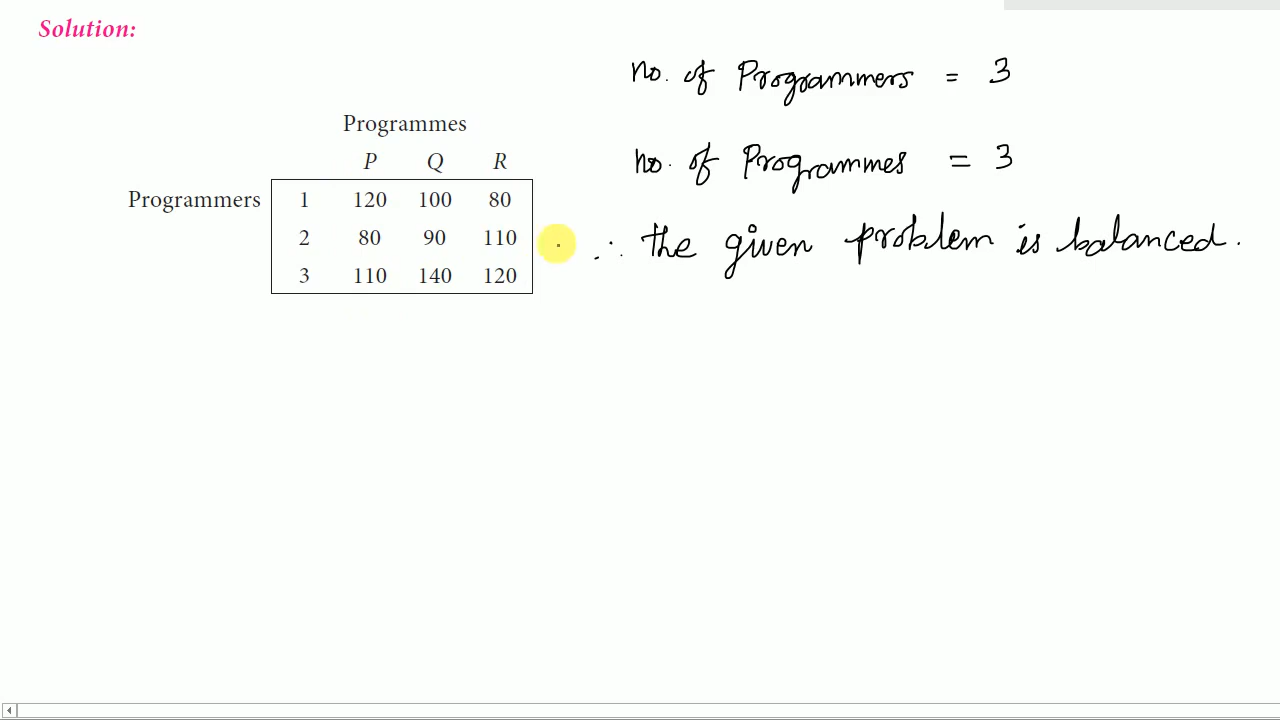 Solution:
no. of Programmers = 3
Programmes
no. of Programmes = 3
P Q R
Programmers 1 120 100 80
2 80 90 110
∴ the given problem is balanced.
3 110 140 120